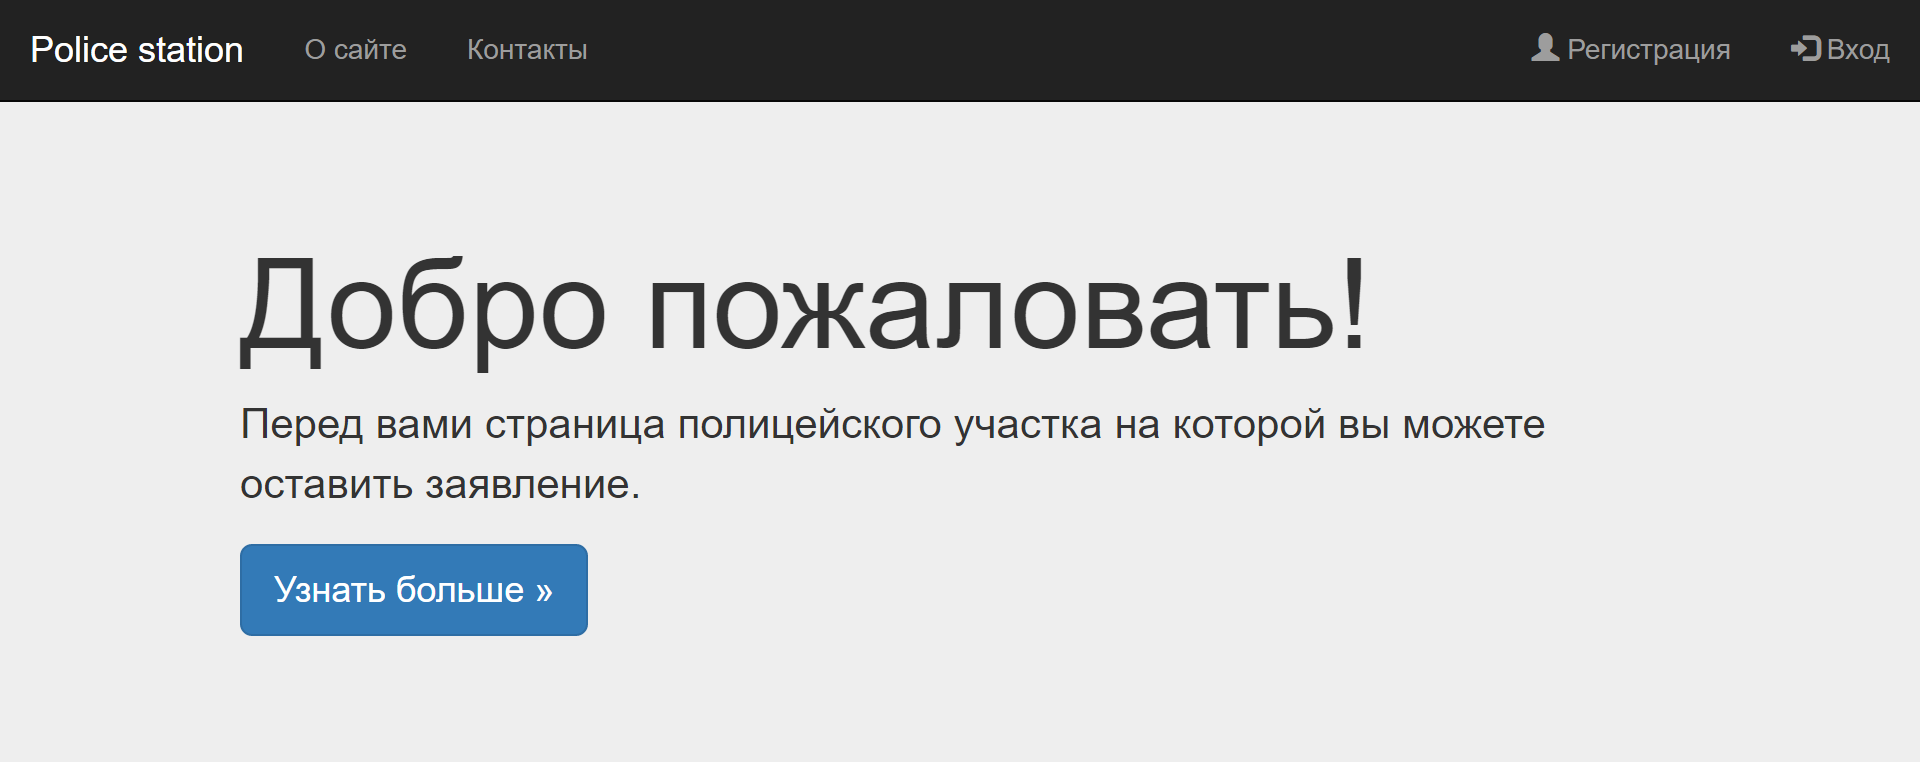 Police station О сайте Контакты Регистрация Вход
Добро пожаловать!
Перед вами страница полицейского участка на которой вы можете
оставить заявление.
Узнать больше »